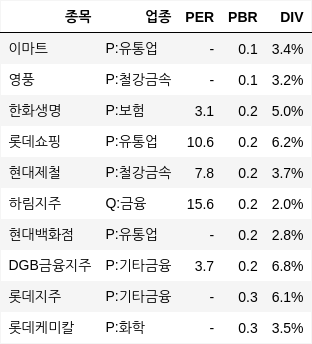 종목 업종 PER PBR DIV
이마트 P:유통업 - 0.1 3.4%
영풍 P:철강금속 - 0.1 3.2%
한화생명 P:보험 3.1 0.2 5.0%
롯데쇼핑 P:유통업 10.6 0.2 6.2%
현대제철 P:철강금속 7.8 0.2 3.7%
하림지주 Q:금융 15.6 0.2 2.0%
현대백화점 P:유통업 - 0.2 2.8%
DGB금융지주 P:기타금융 3.7 0.2 6.8%
롯데지주 P:기타금융 - 0.3 6.1%
롯데케미칼 P:화학 - 0.3 3.5%